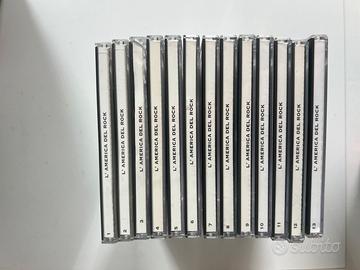 L'AMERICA DEL ROCK 1
L'AMERICA DEL ROCK 2
L'AMERICA DEL ROCK 3
L'AMERICA DEL ROCK 4
L'AMERICA DEL ROCK 5
L'AMERICA DEL ROCK 6
L'AMERICA DEL ROCK 7
L'AMERICA DEL ROCK 8
L'AMERICA DEL ROCK 9
L'AMERICA DEL ROCK 10
L'AMERICA DEL ROCK 11
L'AMERICA DEL ROCK 12
L'AMERICA DEL ROCK 13
subito